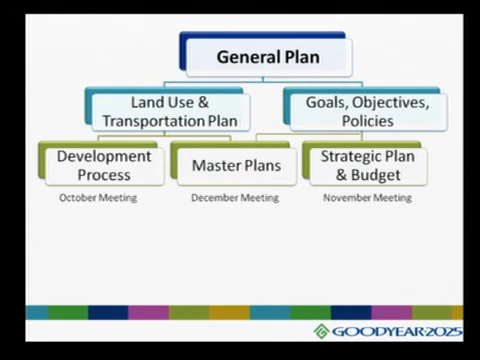 General Plan
Land Use &
Transportation Plan
Goals, Objectives,
Policies
Development
Process
Master Plans
Strategic Plan
& Budget
October Meeting
December Meeting
November Meeting
GOODYEAR·2025